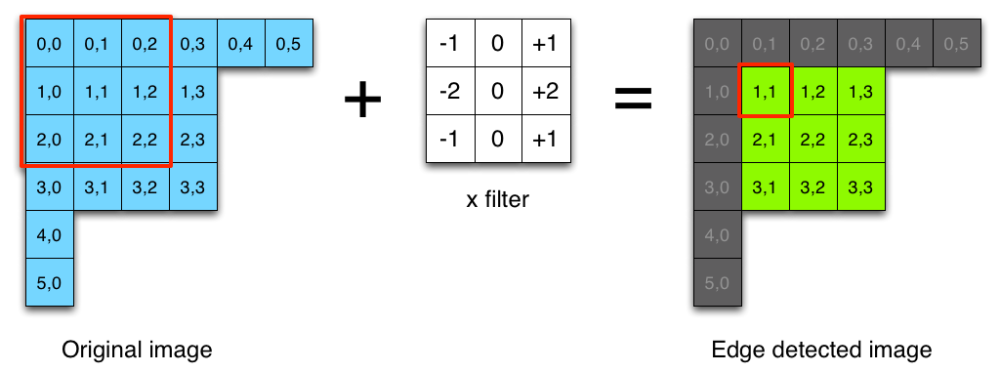 0,0 0,1 0,2 0,3 0,4 0,5
1,0 1,1 1,2 1,3
2,0 2,1 2,2 2,3
3,0 3,1 3,2 3,3
4,0
5,0
Original image
+
-1 0 +1
-2 0 +2
-1 0 +1
x filter
=
0,0 0,1 0,2 0,3 0,4 0,5
1,0 1,1 1,2 1,3
2,0 2,1 2,2 2,3
3,0 3,1 3,2 3,3
4,0
5,0
Edge detected image